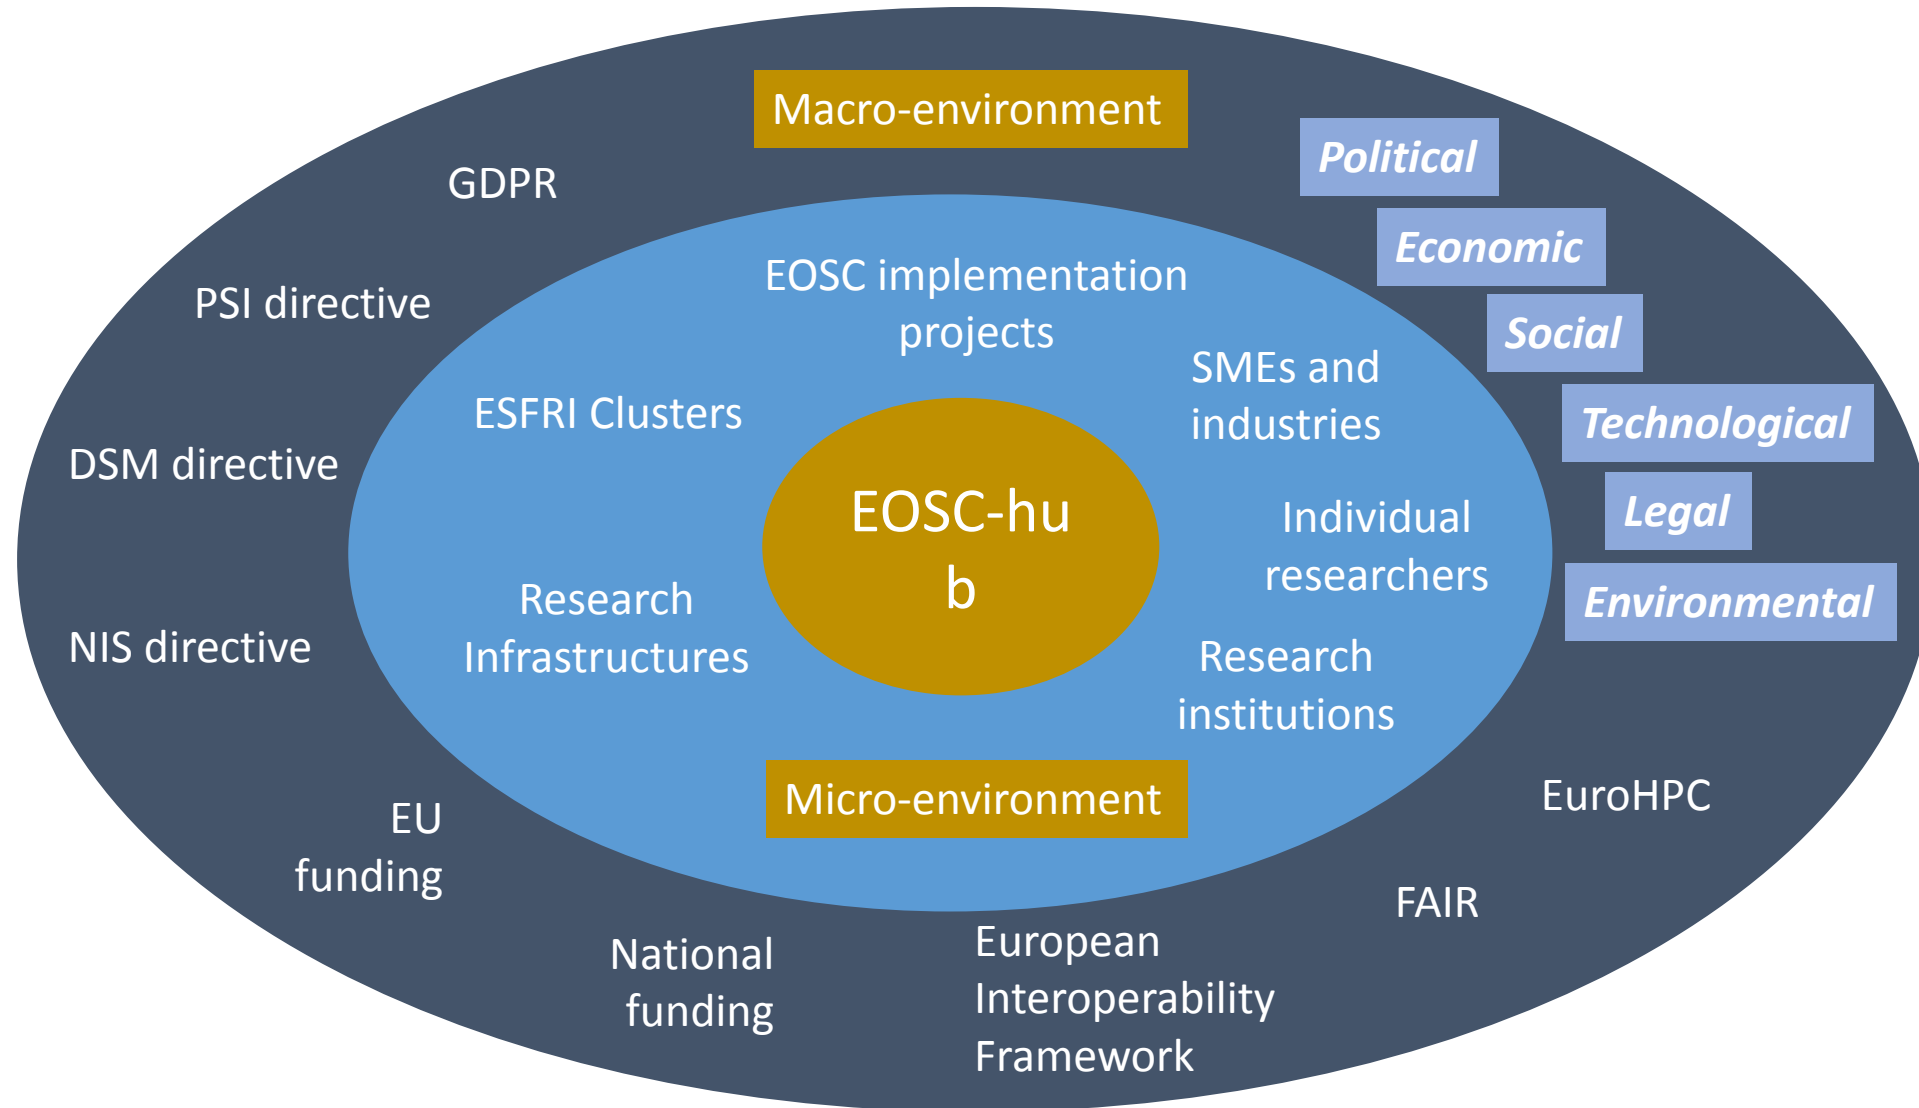 Macro-environment
GDPR
PSI directive
DSM directive
NIS directive
EU
funding
National
funding
European
Interoperability
Framework
FAIR
EuroHPC
Political
Economic
Social
Technological
Legal
Environmental
EOSC implementation
projects
ESFRI Clusters
SMEs and
industries
EOSC-hu
b
Individual
researchers
Research
Infrastructures
Research
institutions
Micro-environment